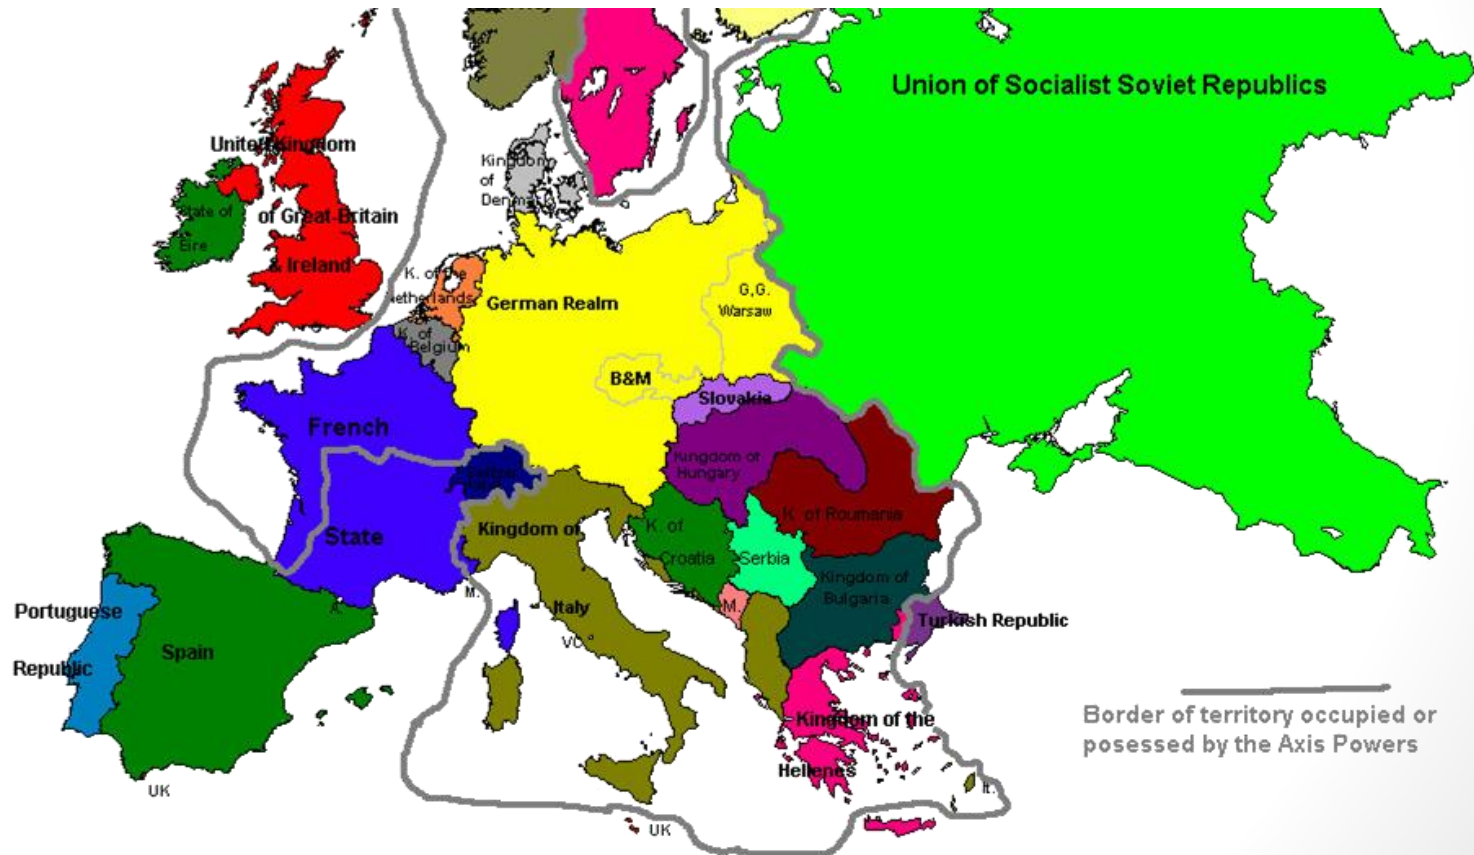 Union of Socialist Soviet Republics
United Kingdom
of Great-Britain
& Ireland
State of
Eire
Kingdom
of
Denmark
K. of the
Netherlands
K. of
Belgium
German Realm
G,G.
Warsaw
B&M
Slovakia
French
State
Kingdom of
Hungary
K. of Roumania
K. of
Croatia
Serbia
M.
Kingdom of
Bulgaria
Turkish Republic
Kingdom of
Italy
VC
M.
A.
Portuguese
Republic
Spain
UK
UK
Kingdom of the
Hellenes
It.
Border of territory occupied or
posessed by the Axis Powers